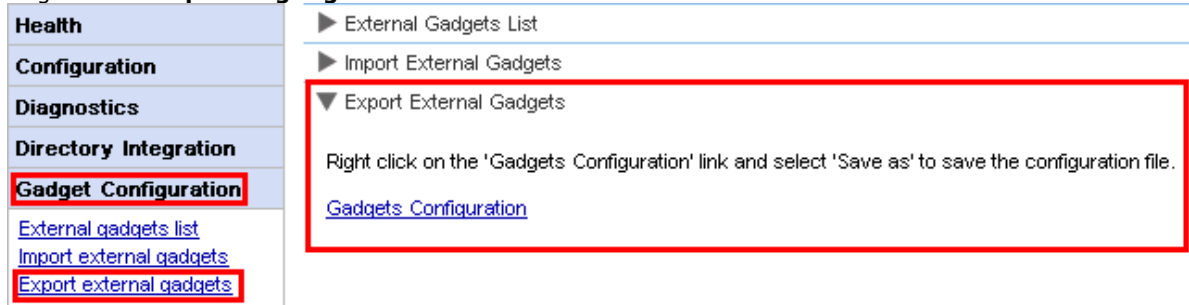 Health
Configuration
Diagnostics
Directory Integration
Gadget Configuration
External gadgets list
Import external gadgets
Export external gadgets
External Gadgets List
Import External Gadgets
Export External Gadgets
Right click on the 'Gadgets Configuration' link and select 'Save as' to save the configuration file.
Gadgets Configuration